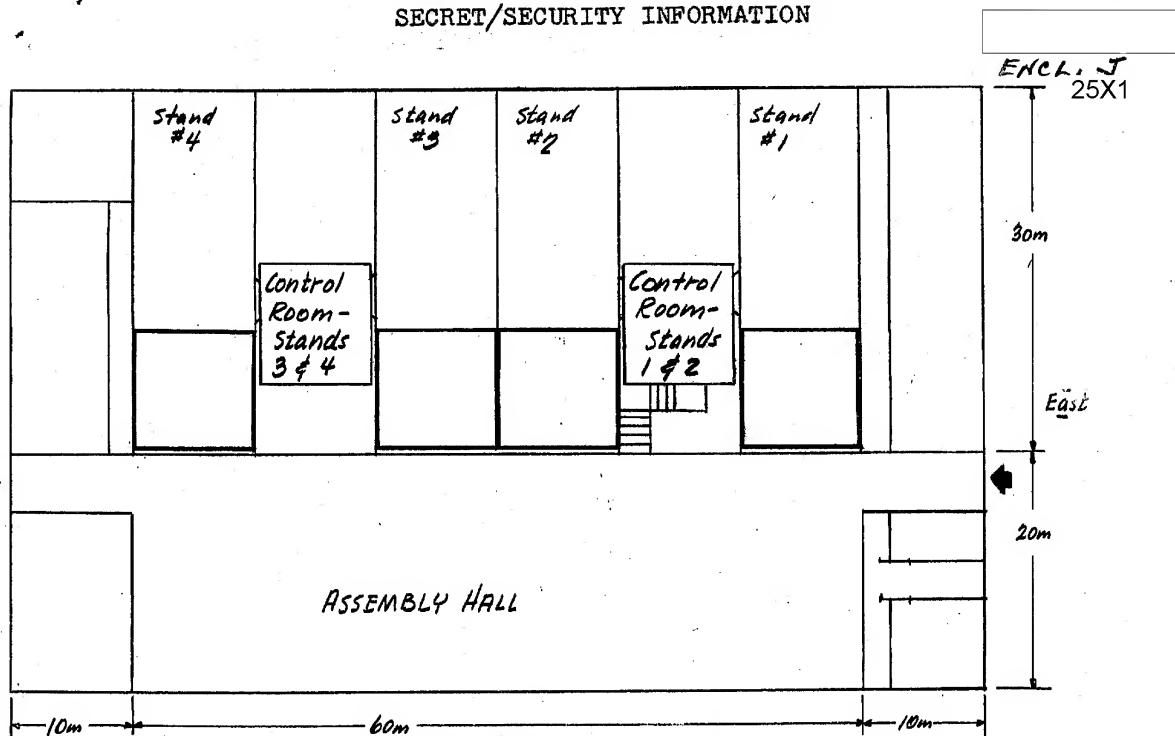 SECRET/SECURITY INFORMATION
ENCL. J
25X1
Stand
#4
Stand
#3
Stand
#2
Stand
#1
30m
Control
Room-
Stands
3 & 4
Control
Room-
Stands
1 & 2
East
20m
ASSEMBLY HALL
10m
60m
10m